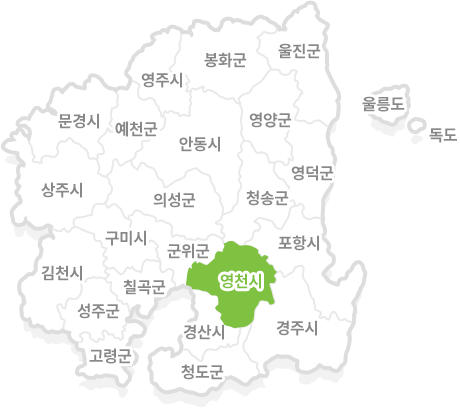 울진군
봉화군
영주시
울릉도
문경시
예천군
영양군
독도
안동시
영덕군
상주시
의성군
청송군
구미시
군위군
포항시
김천시
영천시
칠곡군
성주군
경산시
경주시
고령군
청도군